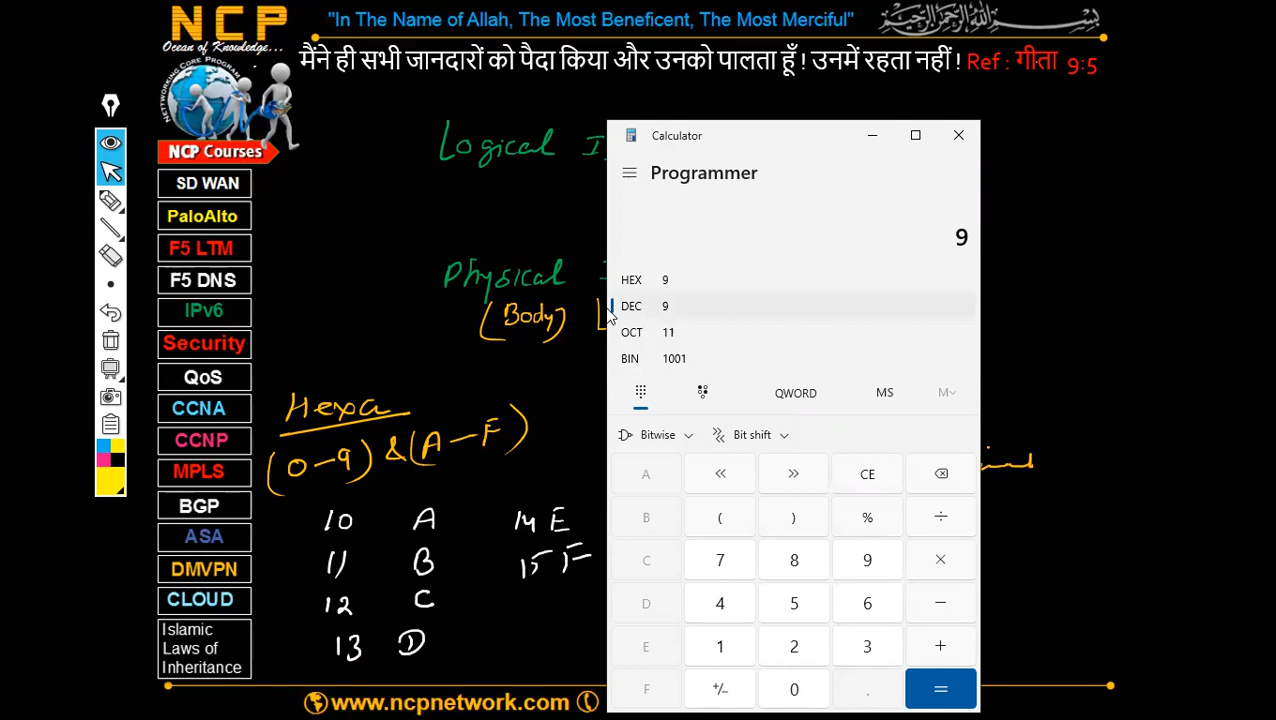 NCP
Ocean of Knowledge...
NETTWORKING CORE PROGRAM
NCP Courses
SD WAN
PaloAlto
F5 LTM
F5 DNS
IPv6
Security
QoS
CCNA
CCNP
MPLS
BGP
ASA
DMVPN
CLOUD
Islamic
Laws of
Inheritance
"In The Name of Allah, The Most Beneficent, The Most Merciful"
मैंने ही सभी जानदारों को पैदा किया और उनको पालता हूँ ! उनमें रहता नहीं ! Ref : गीता 9:5
Logical
Physical
(Body)
Hexa
(0-9) & (A-F)
10 A 14 E
11 B 15 F
12 C
13 D
Calculator
Programmer
9
HEX 9
DEC 9
OCT 11
BIN 1001
QWORD MS M
Bitwise Bit shift
A << >> CE
B ( ) % ÷
C 7 8 9 ×
D 4 5 6 −
E 1 2 3 +
F +/- 0 . =
www.ncpnetwork.com